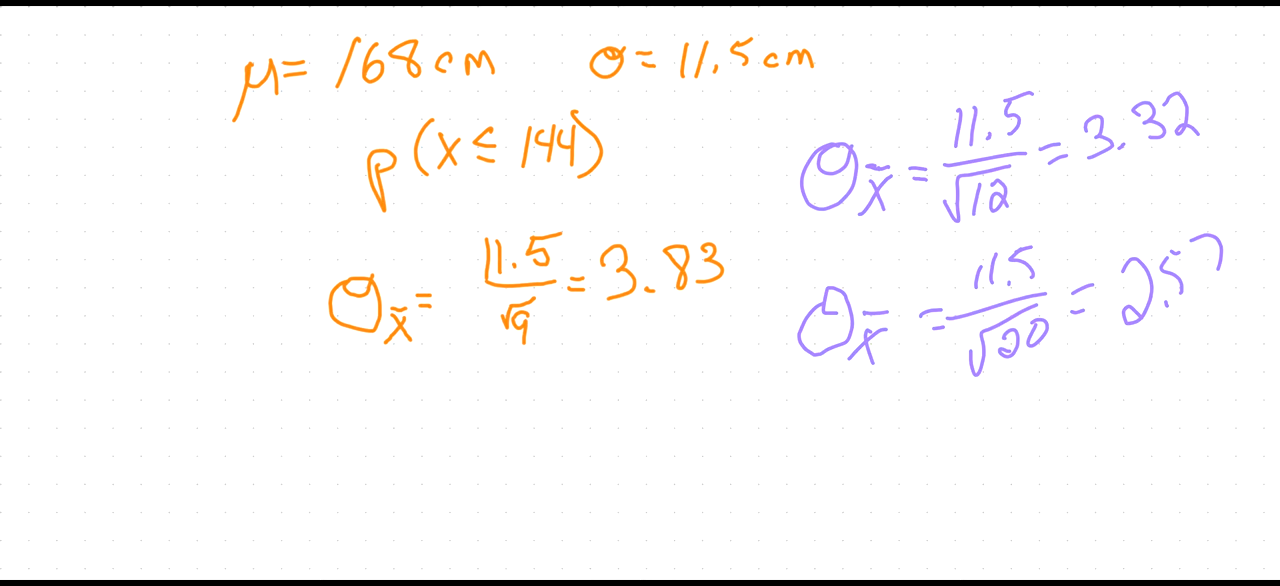 μ = 168 cm σ = 11.5 cm
p(x ≤ 144)
σx̄ = 11.5/√9 = 3.83
σx̄ = 11.5/√12 = 3.32
σx̄ = 11.5/√20 = 2.57